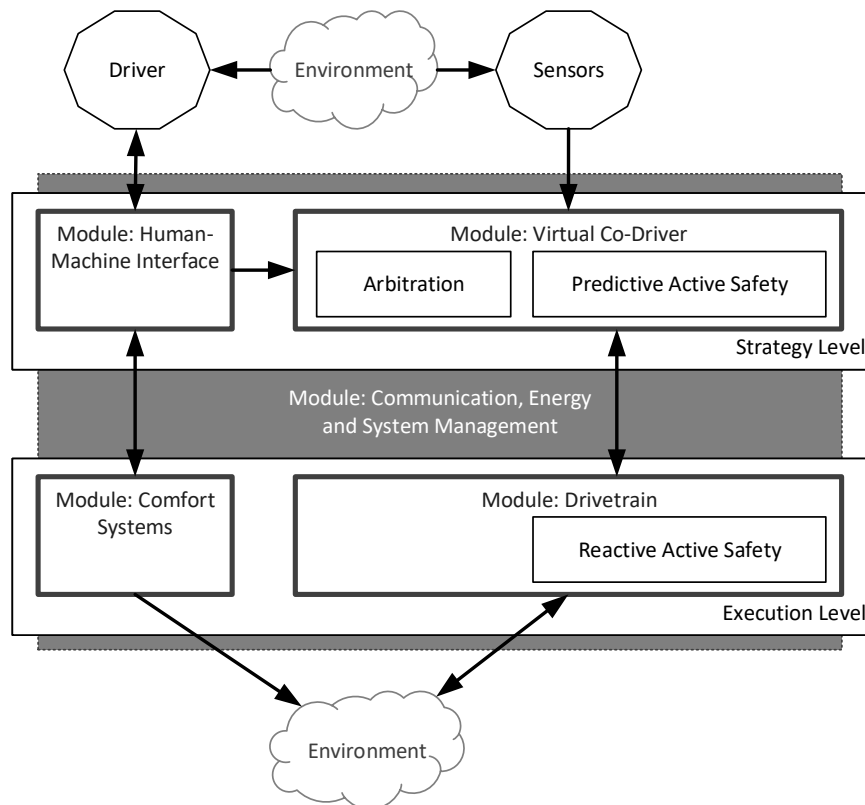 Driver
Environment
Sensors
Module: Human-
Machine Interface
Module: Virtual Co-Driver
Arbitration
Predictive Active Safety
Strategy Level
Module: Communication, Energy
and System Management
Module: Comfort
Systems
Module: Drivetrain
Reactive Active Safety
Execution Level
Environment